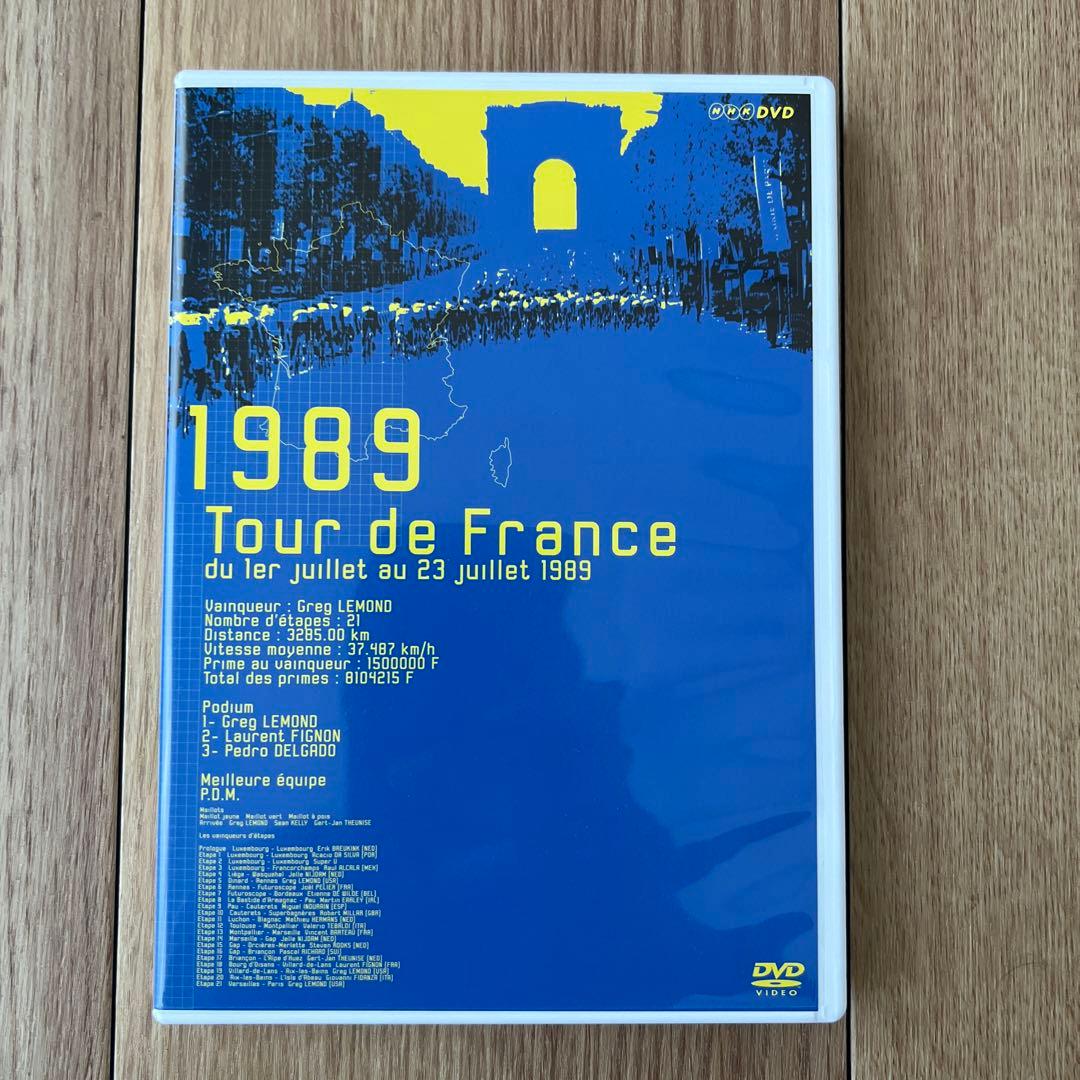 NHK DVD
1989
Tour de France
du 1er juillet au 23 juillet 1989
Vainqueur : Greg LEMOND
Nombre d'étapes : 21
Distance : 3285.00 km
Vitesse moyenne : 37.487 km/h
Prime au vainqueur : 1500000 F
Total des primes : 8104215 F
Podium
1- Greg LEMOND
2- Laurent FIGNON
3- Pedro DELGADO
Meilleure équipe
P.D.M.
Maillots
Maillot jaune Maillot vert Maillot à pois
Arrivée Greg LEMOND Sean KELLY Gert-Jan THEUNISE
Les vainqueurs d'étapes
Prologue Luxembourg - Luxembourg Erik BREUKINK (NED)
Etape 1 Luxembourg - Luxembourg Acacio DA SILVA (POR)
Etape 2 Luxembourg - Luxembourg Super U
Etape 3 Luxembourg - Francorchamps Raul ALCALA (MEX)
Etape 4 Liège - Wasquehal Jelle NIJDAM (NED)
Etape 5 Dinard - Rennes Greg LEMOND (USA)
Etape 6 Rennes - Futuroscope Joël PELIER (FRA)
Etape 7 Futuroscope - Bordeaux Etienne DE WILDE (BEL)
Etape 8 La Bastide d'Armagnac - Pau Martin EARLEY (IRL)
Etape 9 Pau - Cauterets Miguel INDURAIN (ESP)
Etape 10 Cauterets - Superbagnères Robert MILLAR (GBR)
Etape 11 Luchon - Blagnac Mathieu HERMANS (NED)
Etape 12 Toulouse - Montpellier Valerio TEBALDI (ITA)
Etape 13 Montpellier - Marseille Vincent BARTEAU (FRA)
Etape 14 Marseille - Gap Jelle NIJDAM (NED)
Etape 15 Gap - Orcières-Merlette Steven ROOKS (NED)
Etape 16 Gap - Briançon Pascal RICHARD (SUI)
Etape 17 Briançon - L'Alpe d'Huez Gert-Jan THEUNISE (NED)
Etape 18 Bourg d'Oisans - Villard-de-Lans Laurent FIGNON (FRA)
Etape 19 Villard-de-Lans - Aix-les-Bains Greg LEMOND (USA)
Etape 20 Aix-les-Bains - L'Isle d'Abeau Giovanni FIDANZA (ITA)
Etape 21 Versailles - Paris Greg LEMOND (USA)
DVD
VIDEO